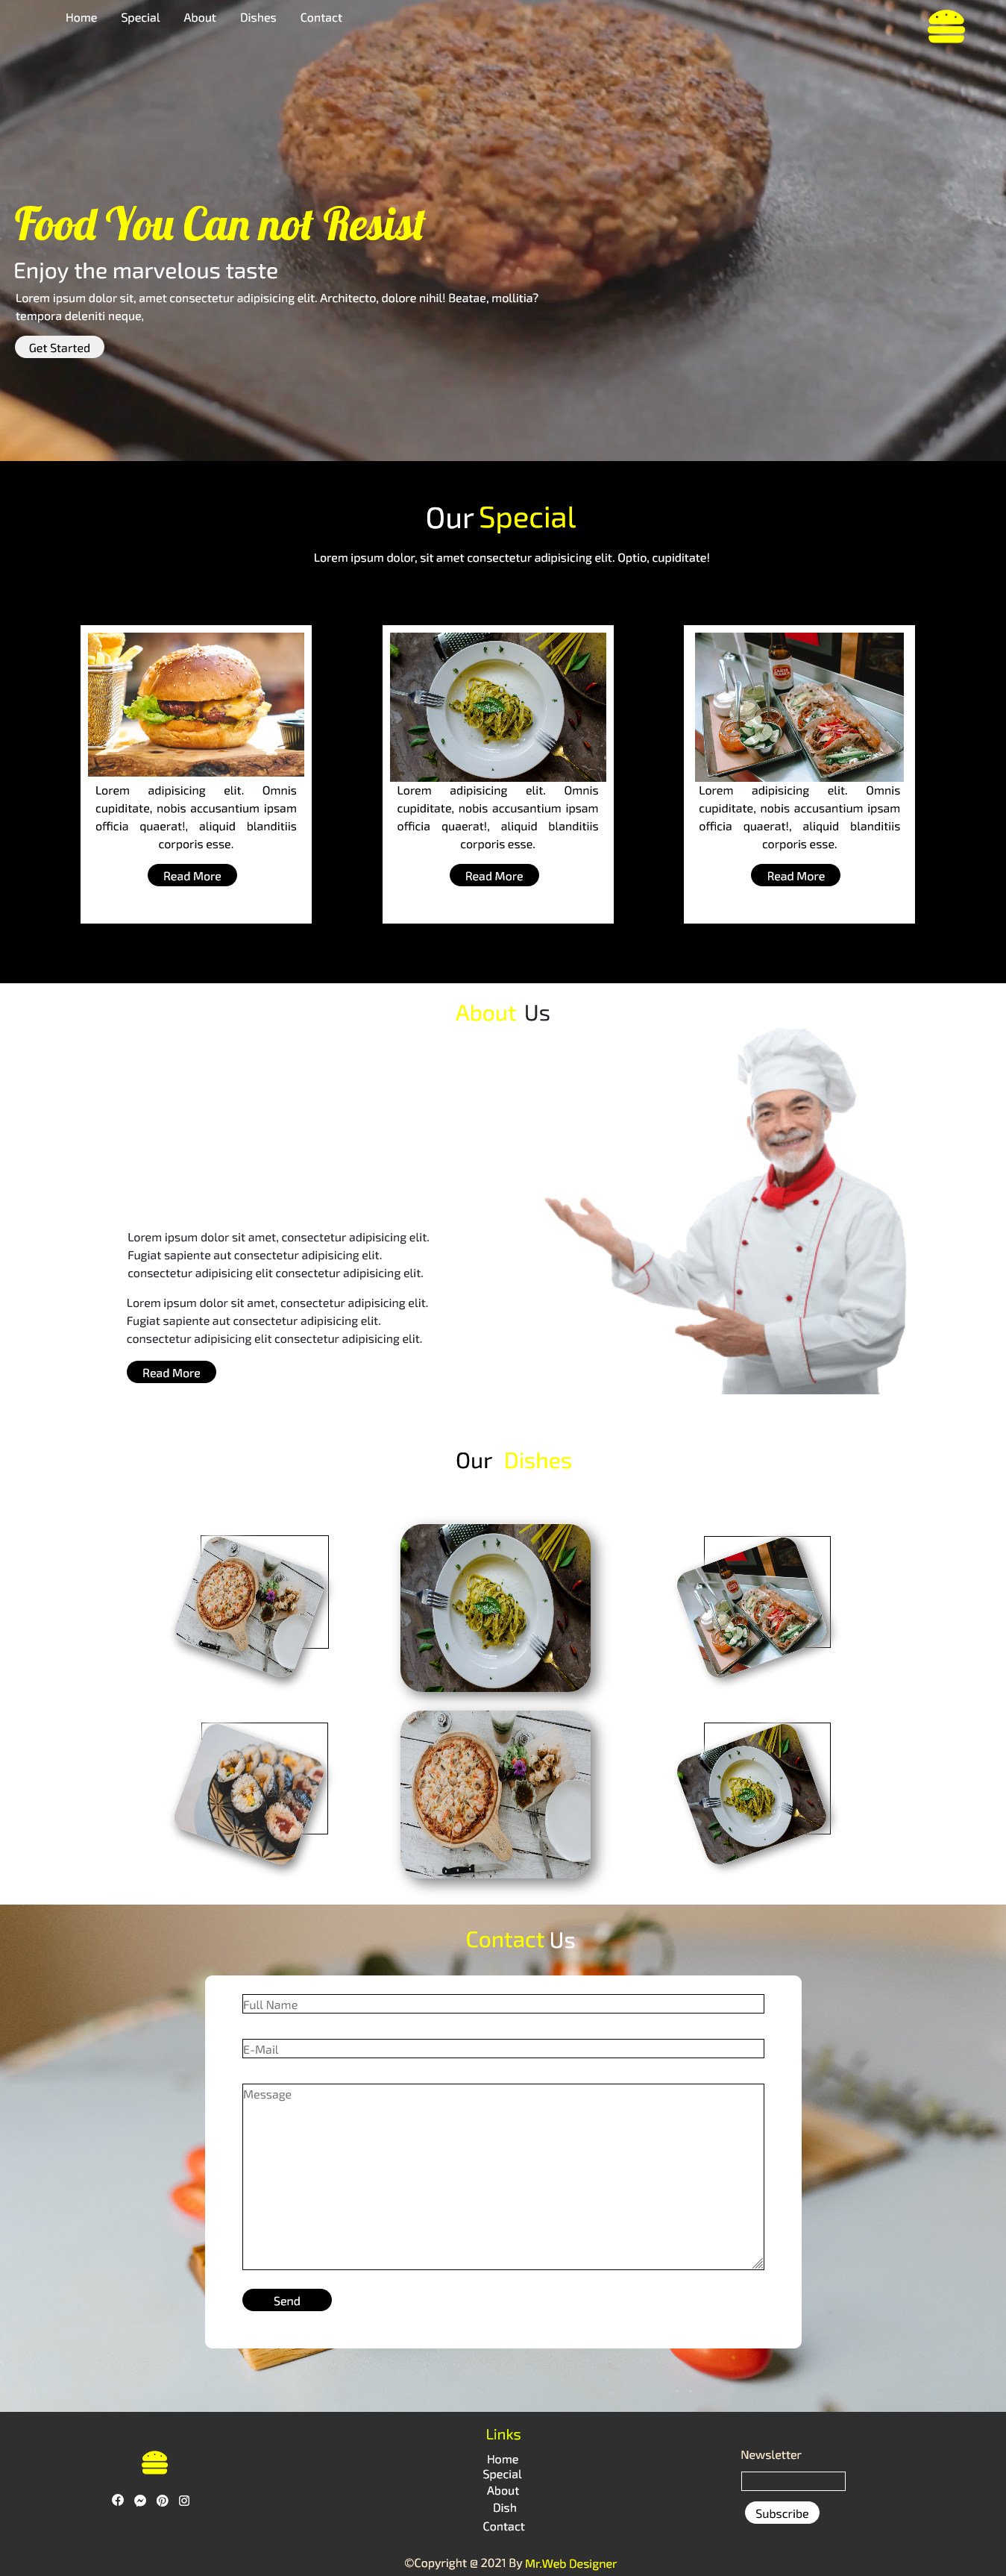 Home Special About Dishes Contact
Food You Can not Resist
Enjoy the marvelous taste
Lorem ipsum dolor sit, amet consectetur adipisicing elit. Architecto, dolore nihil! Beatae, mollitia?
tempora deleniti neque,
Get Started
Our Special
Lorem ipsum dolor, sit amet consectetur adipisicing elit. Optio, cupiditate!
Lorem adipisicing elit. Omnis
cupiditate, nobis accusantium ipsam
officia quaerat!, aliquid blanditiis
corporis esse.
Read More
Lorem adipisicing elit. Omnis
cupiditate, nobis accusantium ipsam
officia quaerat!, aliquid blanditiis
corporis esse.
Read More
Lorem adipisicing elit. Omnis
cupiditate, nobis accusantium ipsam
officia quaerat!, aliquid blanditiis
corporis esse.
Read More
About Us
Lorem ipsum dolor sit amet, consectetur adipisicing elit.
Fugiat sapiente aut consectetur adipisicing elit.
consectetur adipisicing elit consectetur adipisicing elit.
Lorem ipsum dolor sit amet, consectetur adipisicing elit.
Fugiat sapiente aut consectetur adipisicing elit.
consectetur adipisicing elit consectetur adipisicing elit.
Read More
Our Dishes
Contact Us
Full Name
E-Mail
Message
Send
Links
Home
Special
About
Dish
Contact
Newsletter
Subscribe
©Copyright @ 2021 By Mr.Web Designer